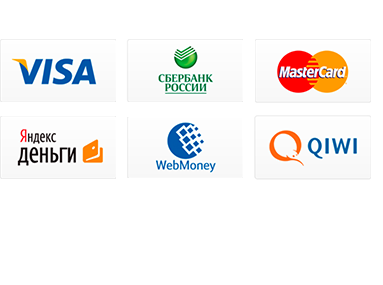 VISA
СБЕРБАНК
РОССИИ
MasterCard
Яндекс
деньги
WebMoney
QIWI